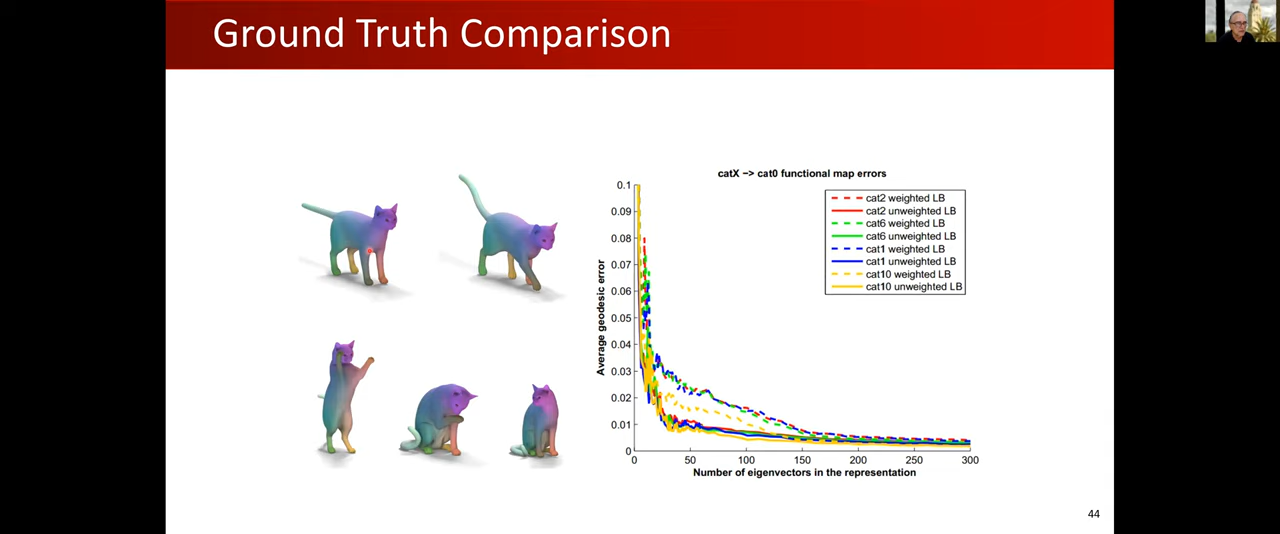 Ground Truth Comparison
catX −> cat0 functional map errors
0.1
0.09
0.08
0.07
0.06
0.05
0.04
0.03
0.02
0.01
0
Average geodesic error
cat2 weighted LB
cat2 unweighted LB
cat6 weighted LB
cat6 unweighted LB
cat1 weighted LB
cat1 unweighted LB
cat10 weighted LB
cat10 unweighted LB
0 50 100 150 200 250 300
Number of eigenvectors in the representation
44